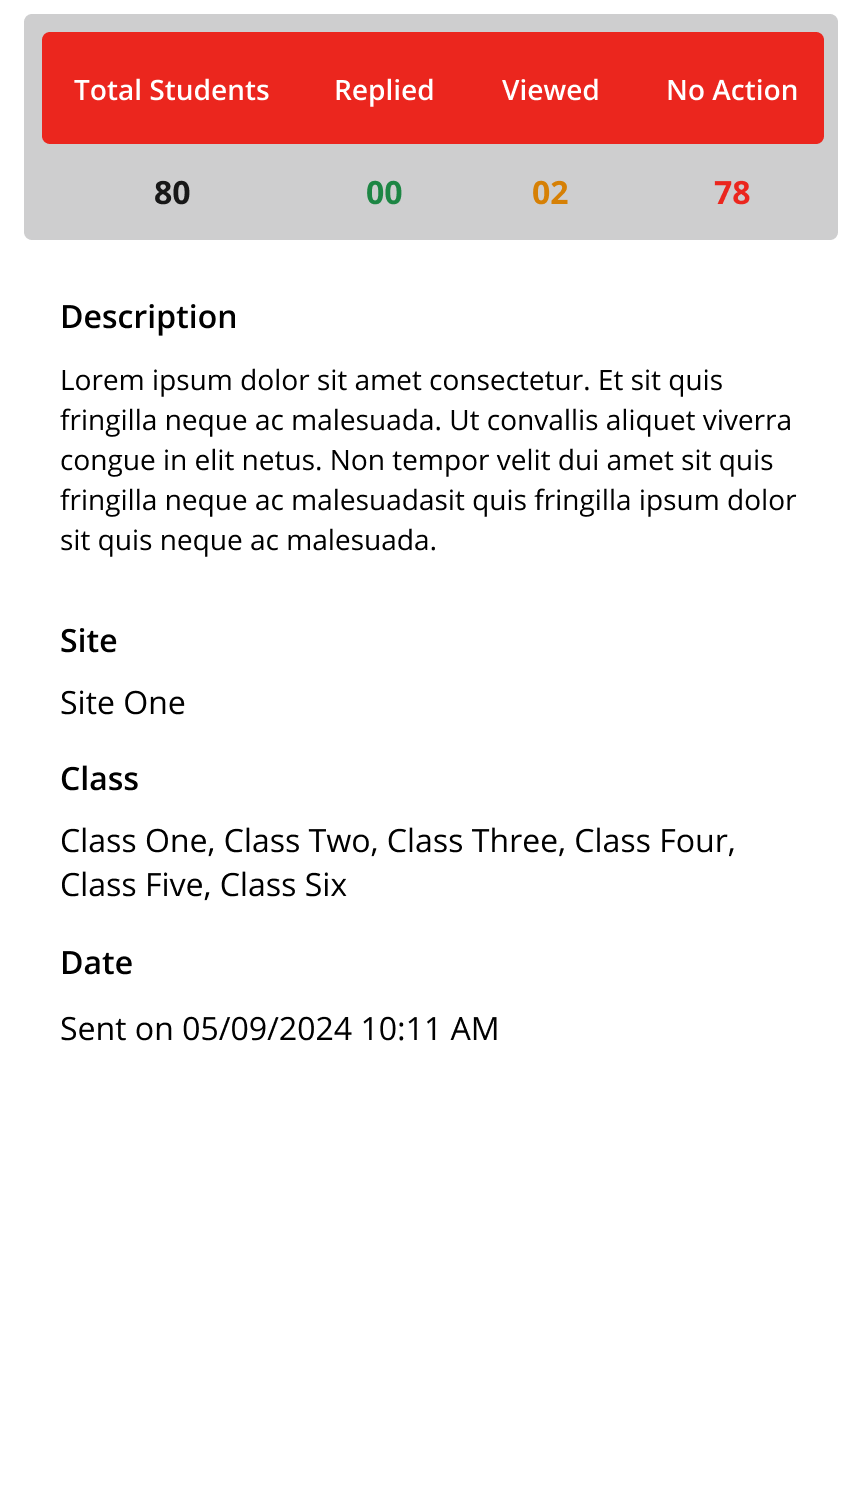 Total Students Replied Viewed No Action
80 00 02 78
Description
Lorem ipsum dolor sit amet consectetur. Et sit quis
fringilla neque ac malesuada. Ut convallis aliquet viverra
congue in elit netus. Non tempor velit dui amet sit quis
fringilla neque ac malesuadasit quis fringilla ipsum dolor
sit quis neque ac malesuada.
Site
Site One
Class
Class One, Class Two, Class Three, Class Four,
Class Five, Class Six
Date
Sent on 05/09/2024 10:11 AM